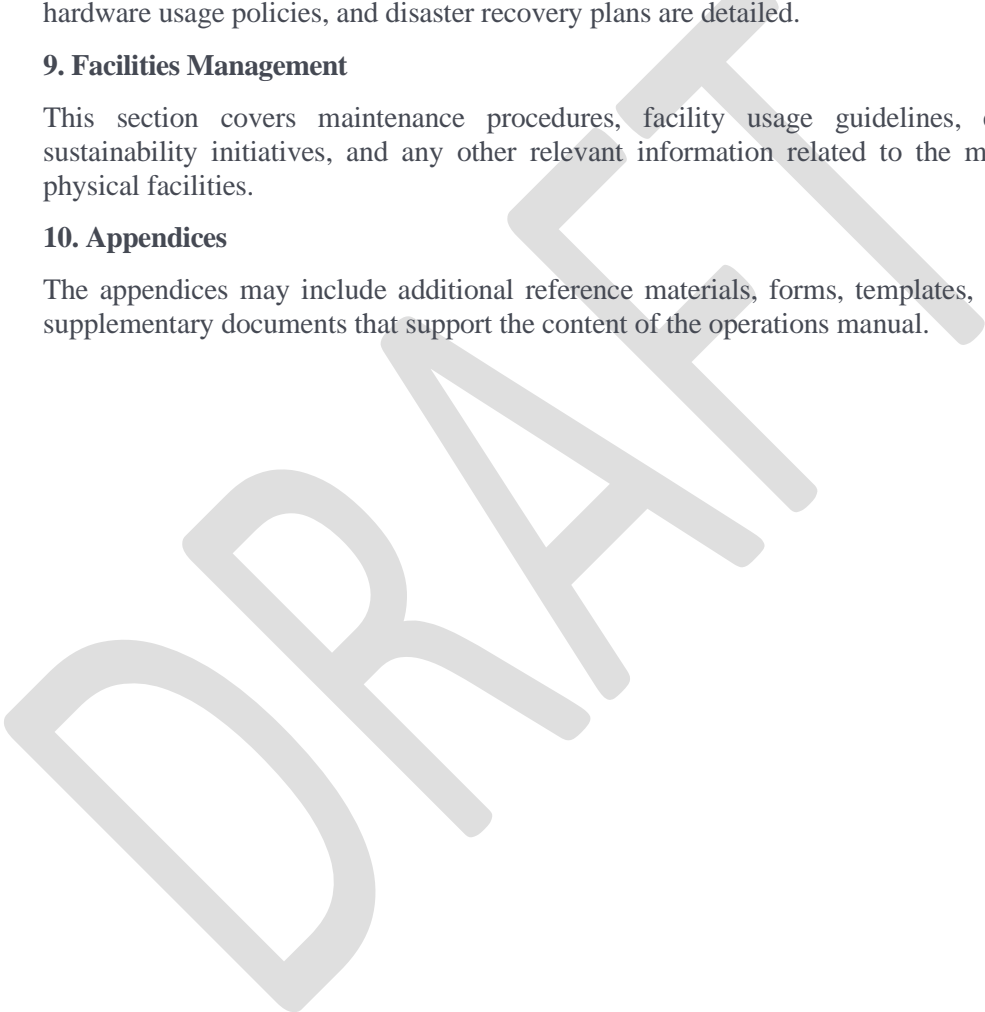 hardware usage policies, and disaster recovery plans are detailed.
9. Facilities Management
This section covers maintenance procedures, facility usage guidelines,
sustainability initiatives, and any other relevant information related to the
physical facilities.
10. Appendices
The appendices may include additional reference materials, forms, templates,
supplementary documents that support the content of the operations manual.
DRAFT